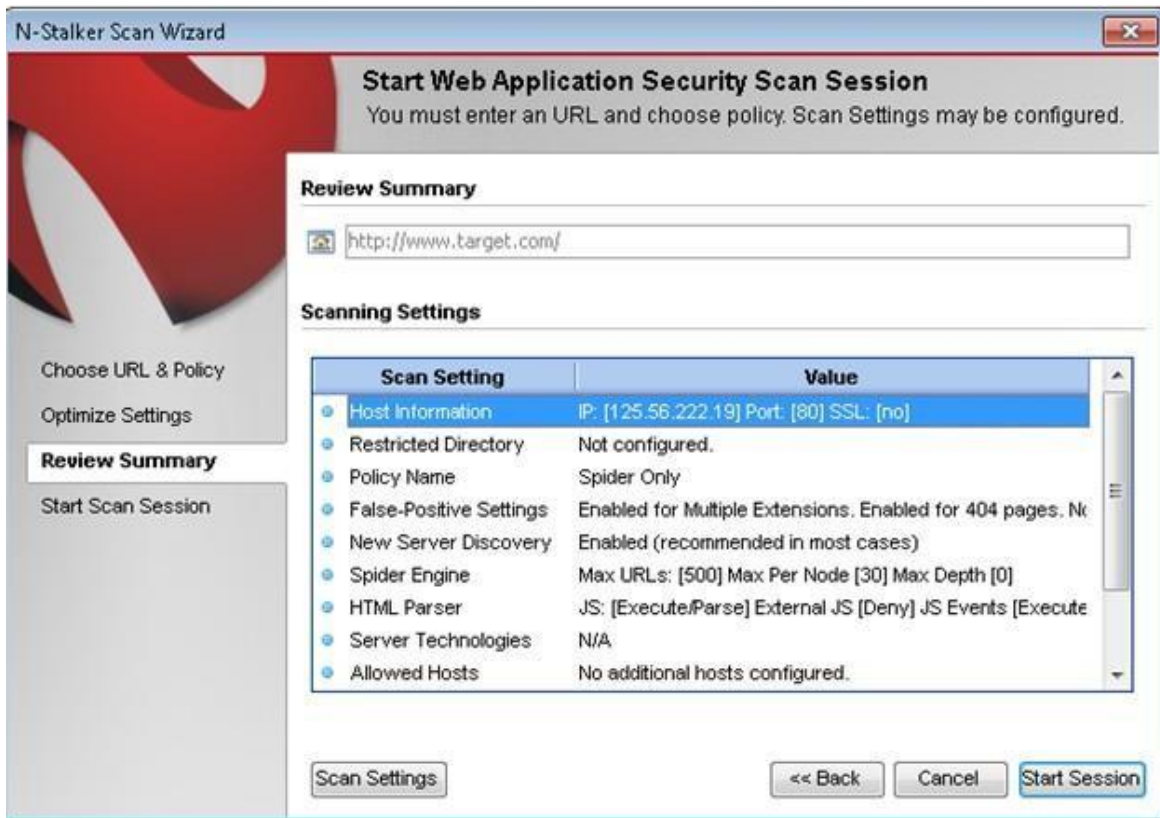 N-Stalker Scan Wizard
Start Web Application Security Scan Session
You must enter an URL and choose policy. Scan Settings may be configured.
Review Summary
http://www.target.com/
Scanning Settings
Choose URL & Policy
Optimize Settings
Review Summary
Start Scan Session
Scan Setting Value
Host Information IP: [125.56.222.19] Port: [80] SSL: [no]
Restricted Directory Not configured.
Policy Name Spider Only
False-Positive Settings Enabled for Multiple Extensions. Enabled for 404 pages.
New Server Discovery Enabled (recommended in most cases)
Spider Engine Max URLs: [500] Max Per Node [30] Max Depth [0]
HTML Parser JS: [Execute/Parse] External JS [Deny] JS Events [Execute
Server Technologies N/A
Allowed Hosts No additional hosts configured.
Scan Settings << Back Cancel Start Session